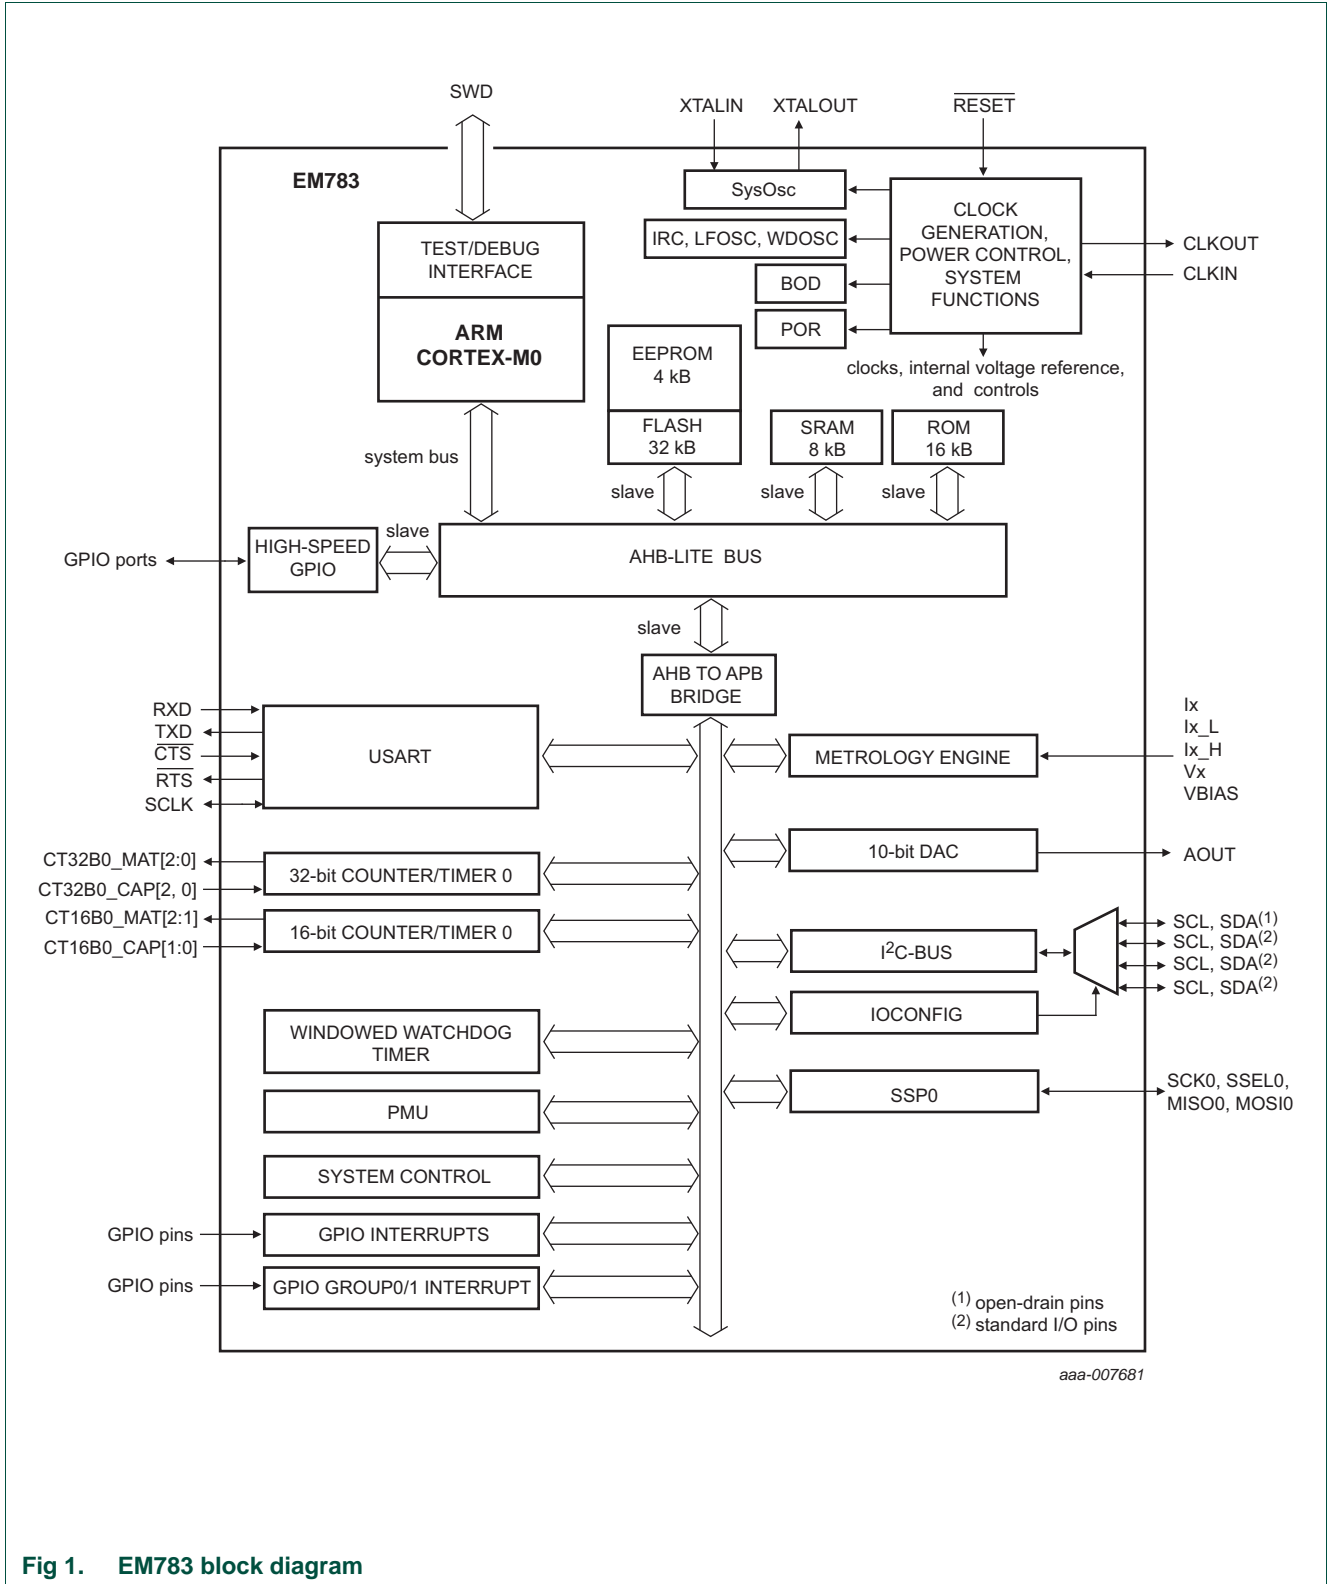 SWD
XTALIN XTALOUT
RESET
EM783
SysOsc
CLOCK
GENERATION,
POWER CONTROL,
SYSTEM
FUNCTIONS
IRC, LFOSC, WDOSC
BOD
POR
CLKOUT
CLKIN
clocks, internal voltage reference,
and controls
TEST/DEBUG
INTERFACE
ARM
CORTEX-M0
EEPROM
4 kB
FLASH
32 kB
SRAM
8 kB
ROM
16 kB
system bus
slave
slave
slave
GPIO ports
HIGH-SPEED
GPIO
slave
AHB-LITE BUS
slave
AHB TO APB
BRIDGE
RXD
TXD
CTS
RTS
SCLK
USART
METROLOGY ENGINE
Ix
Ix_L
Ix_H
Vx
VBIAS
CT32B0_MAT[2:0]
CT32B0_CAP[2, 0]
32-bit COUNTER/TIMER 0
10-bit DAC
AOUT
CT16B0_MAT[2:1]
CT16B0_CAP[1:0]
16-bit COUNTER/TIMER 0
I2C-BUS
SCL, SDA(1)
SCL, SDA(2)
SCL, SDA(2)
SCL, SDA(2)
IOCONFIG
WINDOWED WATCHDOG
TIMER
SSP0
SCK0, SSEL0,
MISO0, MOSI0
PMU
SYSTEM CONTROL
GPIO pins
GPIO INTERRUPTS
GPIO pins
GPIO GROUP0/1 INTERRUPT
(1) open-drain pins
(2) standard I/O pins
aaa-007681
Fig 1. EM783 block diagram